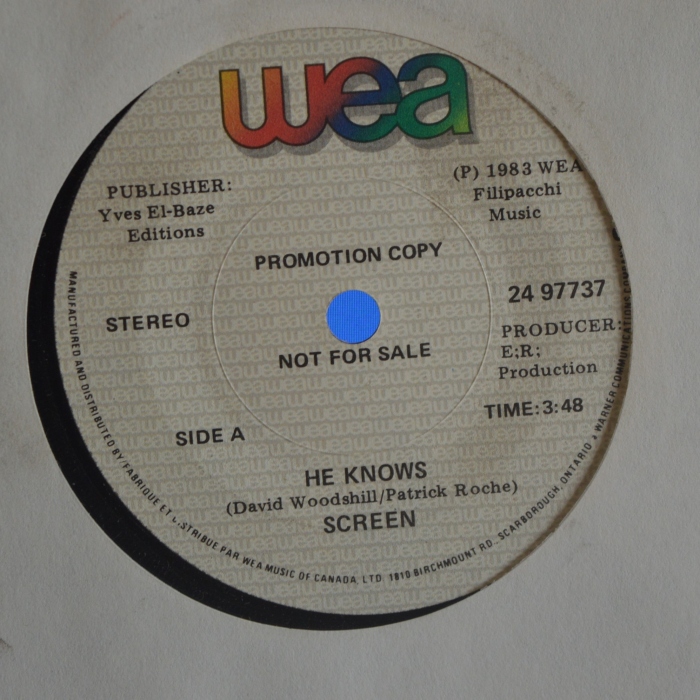 wea
PUBLISHER:
Yves El-Baze
Editions
(P) 1983 WEA
Filipacchi
Music
PROMOTION COPY
24 97737
STEREO
NOT FOR SALE
PRODUCER:
E;R;
Production
TIME:3:48
SIDE A
HE KNOWS
(David Woodshill/Patrick Roche)
SCREEN
MANUFACTURED AND DISTRIBUTED BY/FABRIQUE ET DISTRIBUE PAR WEA MUSIC OF CANADA, LTD. 1810 BIRCHMOUNT RD., SCARBOROUGH, ONTARIO A WARNER COMMUNICATIONS